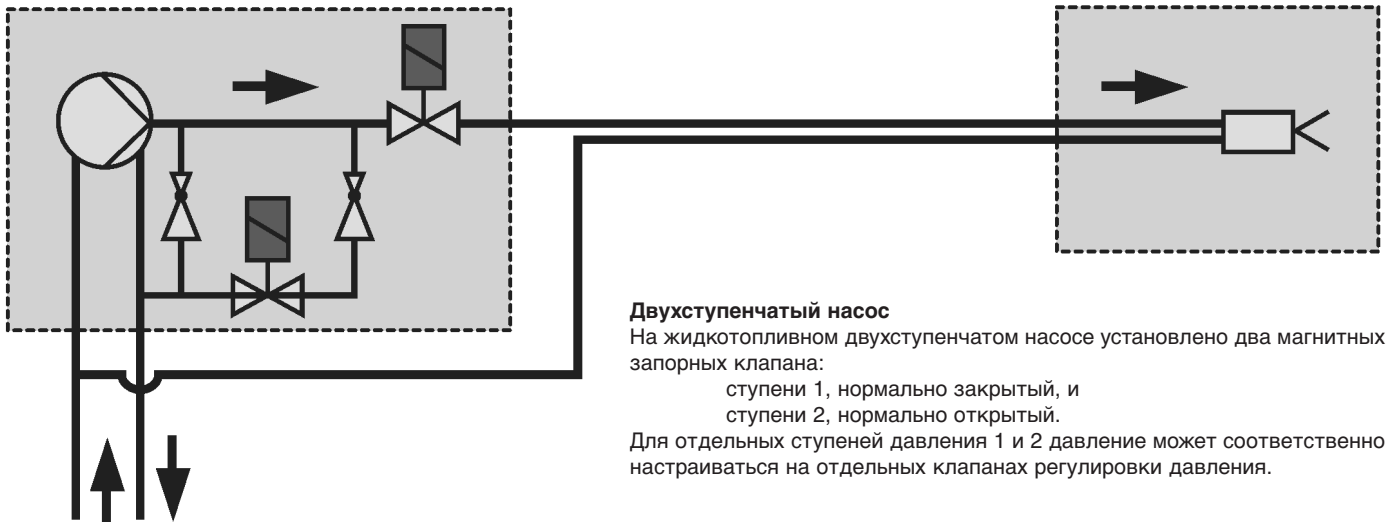 Двухступенчатый насос
На жидкотопливном двухступенчатом насосе установлено два магнитных
запорных клапана:
ступени 1, нормально закрытый, и
ступени 2, нормально открытый.
Для отдельных ступеней давления 1 и 2 давление может соответственно
настраиваться на отдельных клапанах регулировки давления.